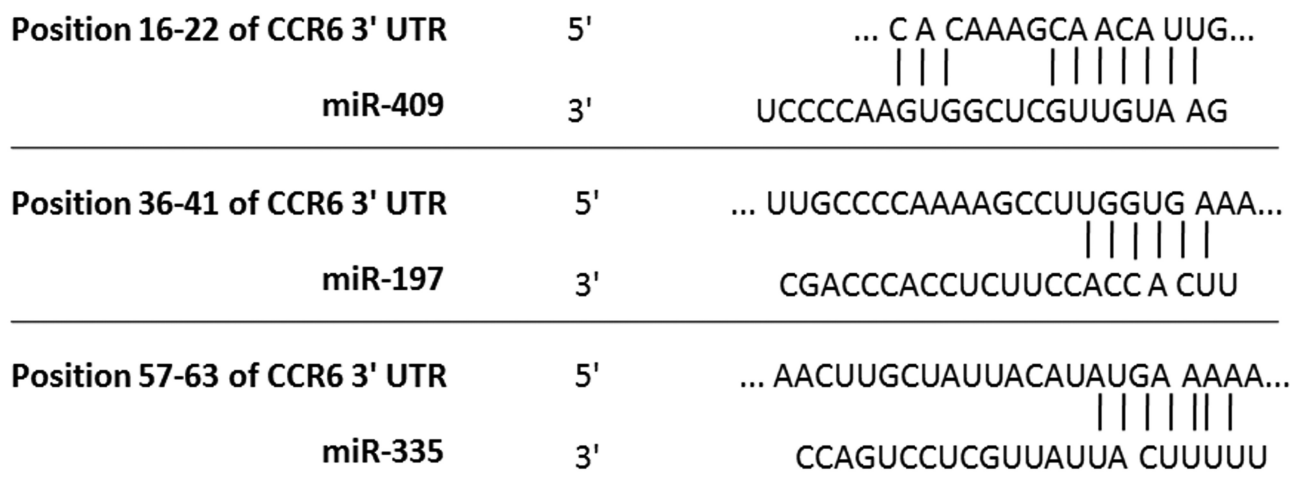 Position 16-22 of CCR6 3' UTR 5' ... C A C AAAGCA ACA UUG...
miR-409 3' UCCCCAAGUGGCUCGUUGUA AG
Position 36-41 of CCR6 3' UTR 5' ... UUGCCCCAAAAGCCUUGGUG AAA...
miR-197 3' CGACCCACCUCUUCCACC A CUU
Position 57-63 of CCR6 3' UTR 5' ... AACUUGCUAUUACAUAUGA AAAA...
miR-335 3' CCAGUCCUCGUUAUUA CUUUUU